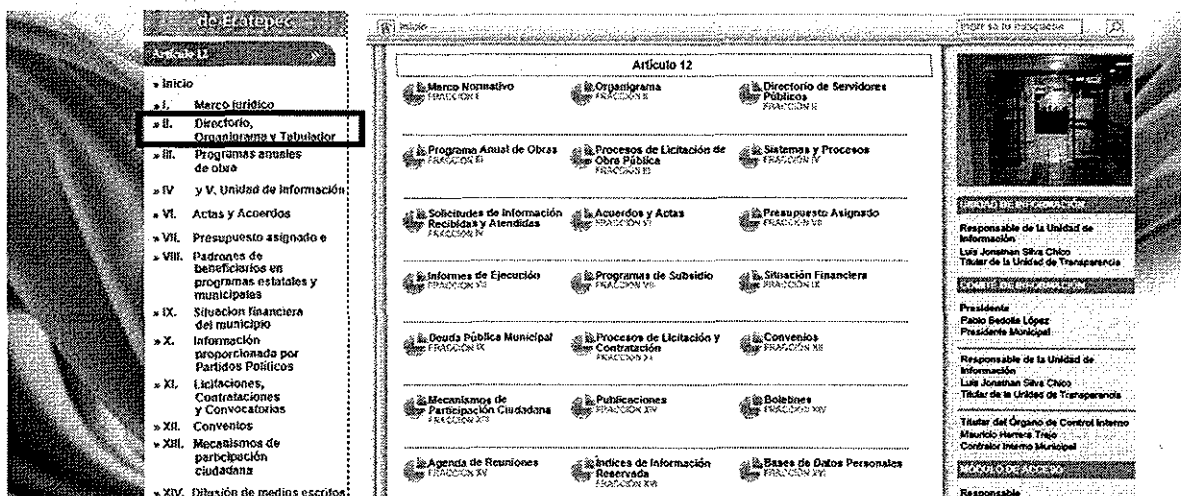 de Ecatepec
Artículo 12
» Inicio
» I. Marco jurídico
» II. Directorio,
Organigrama y Tabulador
» III. Programas anuales
de obra
» IV y V. Unidad de Información
» VI. Actas y Acuerdos
» VII. Presupuesto asignado e
» VIII. Padrones de
beneficiarios en
programas estatales y
municipales
» IX. Situacion financiera
del municipio
» X. Información
proporcionada por
Partidos Políticos
» XI. Licitaciones,
Contrataciones
y Convocatorias
» XII. Convenios
» XIII. Mecanismos de
participación
ciudadana
» XIV. Difusión de medios escritos
Inicio
Artículo 12
Marco Normativo
FRACCIÓN I
Organigrama
FRACCIÓN II
Directorio de Servidores
Públicos
FRACCIÓN II
Programa Anual de Obras
FRACCIÓN III
Procesos de Licitación de
Obra Pública
FRACCIÓN III
Sistemas y Procesos
FRACCIÓN IV
Solicitudes de Información
Recibidas y Atendidas
FRACCIÓN IV
Acuerdos y Actas
FRACCIÓN VI
Presupuesto Asignado
FRACCIÓN VII
Informes de Ejecución
FRACCIÓN VII
Programas de Subsidio
FRACCIÓN VIII
Situación Financiera
FRACCIÓN IX
Deuda Pública Municipal
FRACCIÓN IX
Procesos de Licitación y
Contratación
FRACCIÓN XI
Convenios
FRACCIÓN XII
Mecanismos de
Participación Ciudadana
FRACCIÓN XIII
Publicaciones
FRACCIÓN XIV
Boletines
FRACCIÓN XIV
Agenda de Reuniones
FRACCIÓN XV
Índices de Información
Reservada
FRACCIÓN XVI
Bases de Datos Personales
FRACCIÓN XVI
UNIDAD DE INFORMACIÓN
Responsable de la Unidad de
Información
Luis Jonathan Silva Chico
Titular de la Unidad de Transparencia
COMITÉ DE INFORMACIÓN
Presidente
Pablo Bedolla López
Presidente Municipal
Responsable de la Unidad de
Información
Luis Jonathan Silva Chico
Titular de la Unidad de Transparencia
Titular del Órgano de Control Interno
Mauricio Herrera Trejo
Contralor Interno Municipal
MÓDULO DE ACCESO
Responsable